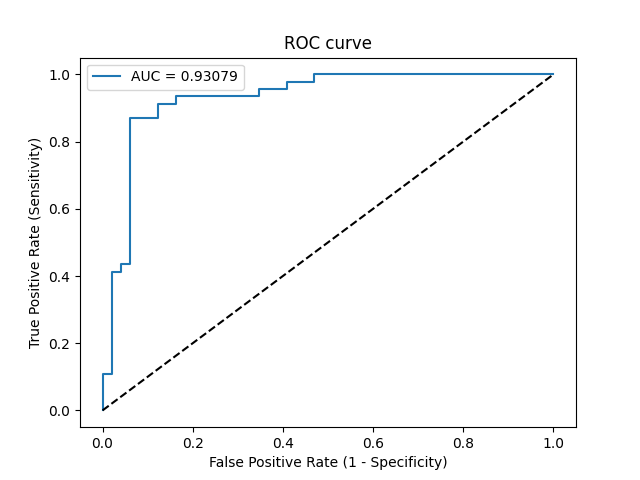 ROC curve
AUC = 0.93079
True Positive Rate (Sensitivity)
1.0
0.8
0.6
0.4
0.2
0.0
0.0 0.2 0.4 0.6 0.8 1.0
False Positive Rate (1 - Specificity)